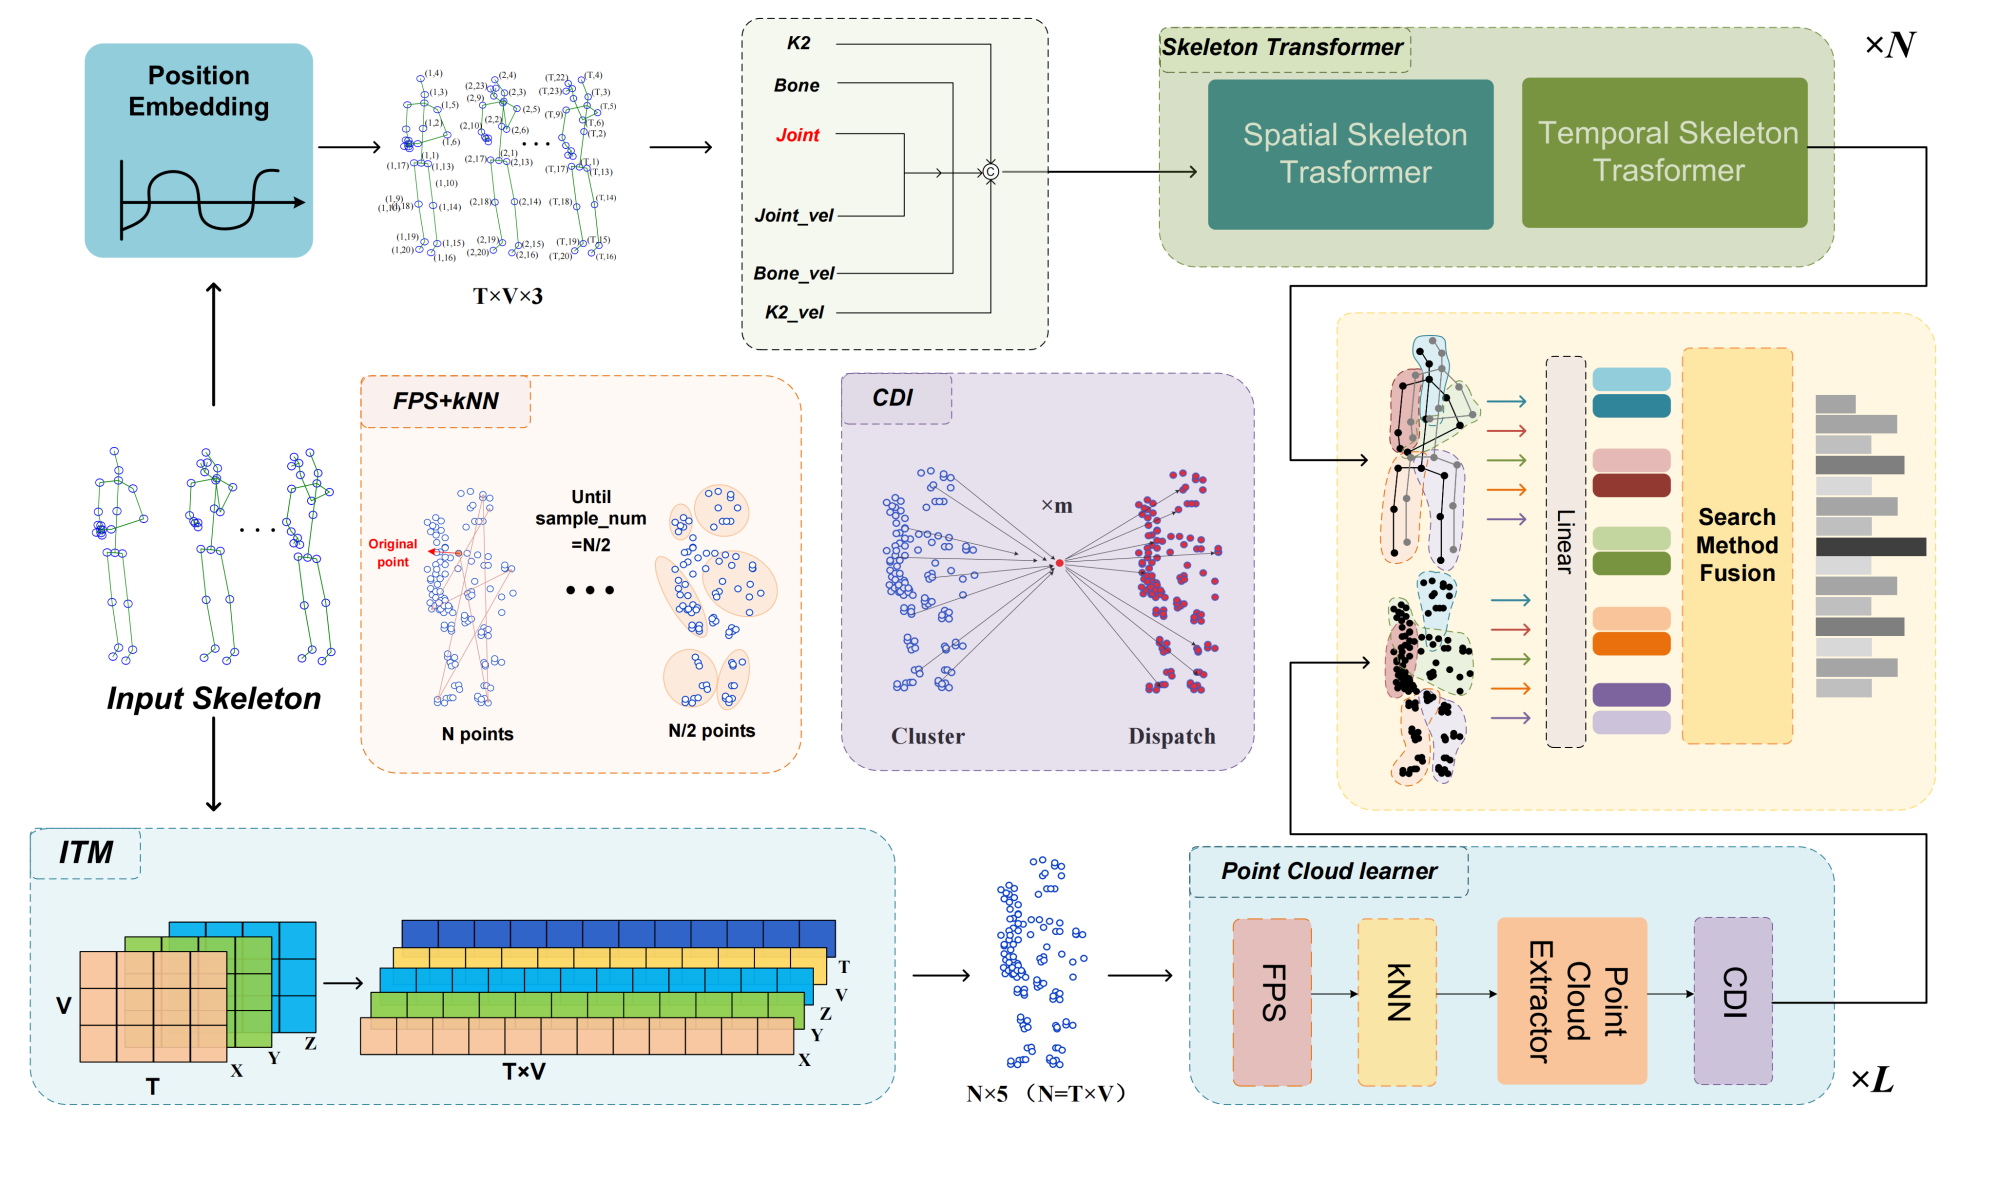 Position
Embedding
(1,4)
(1,3)
(1,5)
(1,2)
(1,6)
(1,1)
(1,17)
(1,13)
(1,10)
(1,9)
(1,18)
(1,14)
(1,19)
(1,15)
(1,20)
(1,16)
(2,4)
(2,23)
(2,3)
(2,9)
(2,5)
(2,2)
(2,10)
(2,6)
(2,1)
(2,17)
(2,13)
(2,18)
(2,14)
(2,19)
(2,15)
(2,20)
(2,16)
(T,22)
(T,4)
(T,23)
(T,3)
(T,5)
(T,9)
(T,6)
(T,2)
(T,1)
(T,17)
(T,13)
(T,18)
(T,14)
(T,19)
(T,15)
(T,20)
(T,16)
T×V×3
K2
Bone
Joint
Joint_vel
Bone_vel
K2_vel
C
Skeleton Transformer
×N
Spatial Skeleton
Trasformer
Temporal Skeleton
Trasformer
Input Skeleton
FPS+kNN
Original
point
Until
sample_num
=N/2
N points
N/2 points
CDI
×m
Cluster
Dispatch
Linear
Search
Method
Fusion
ITM
V
T
X
Y
Z
T×V
T
V
Z
Y
X
N×5 （N=T×V）
Point Cloud learner
FPS
kNN
Point
Cloud
Extractor
CDI
×L